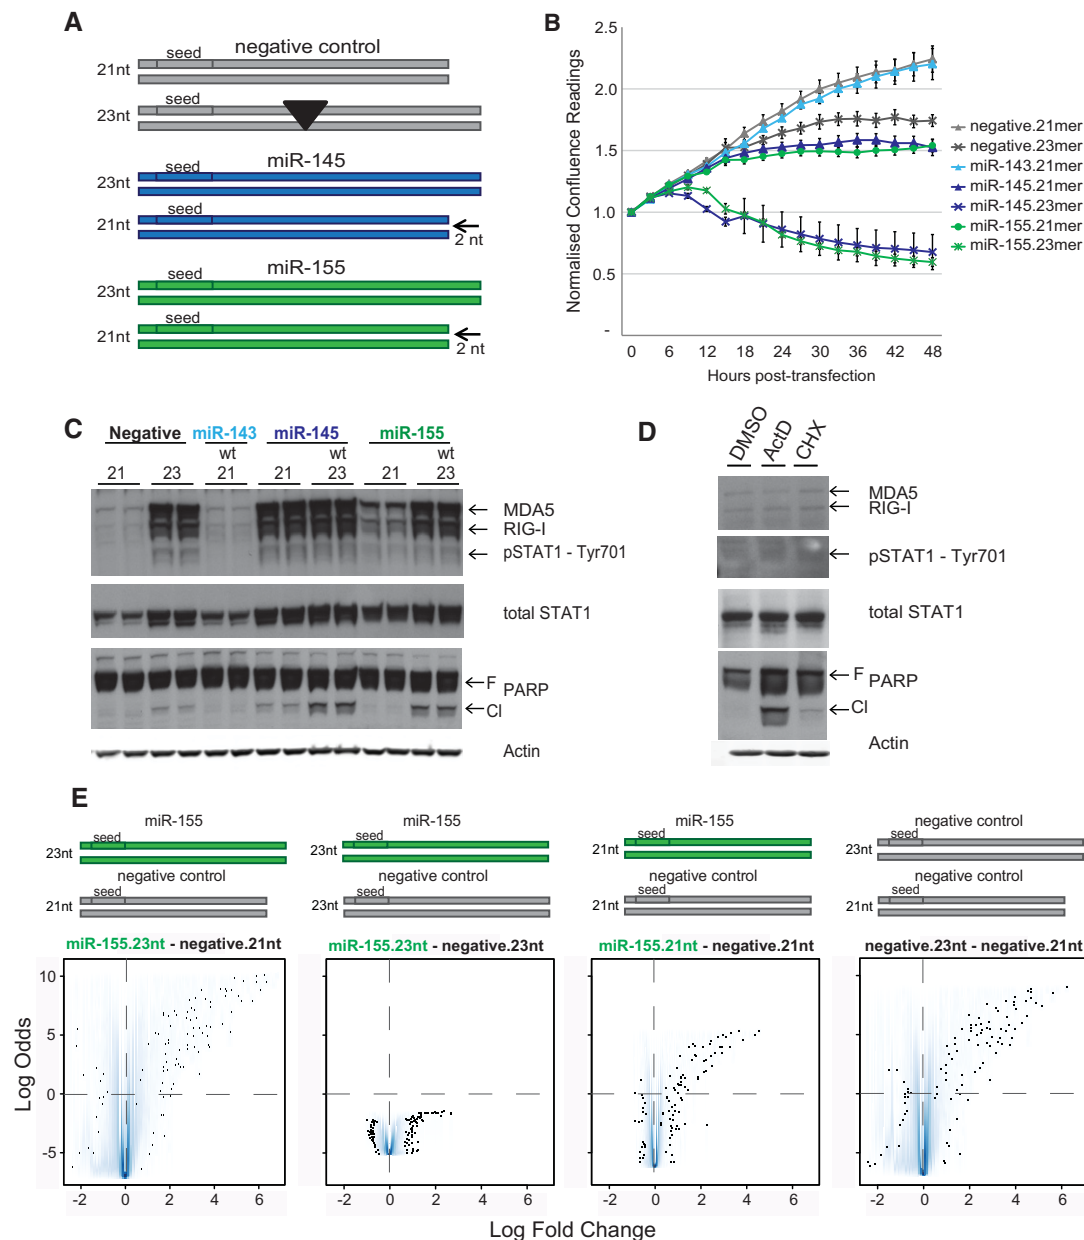 A
negative control
seed
21nt
seed
23nt
miR-145
seed
23nt
seed
21nt
2 nt
miR-155
seed
23nt
seed
21nt
2 nt
B
Normalised Confluence Readings
2.5
2.0
1.5
1.0
0.5
-
0 6 12 18 24 30 36 42 48
Hours post-transfection
negative.21mer
negative.23mer
miR-143.21mer
miR-145.21mer
miR-145.23mer
miR-155.21mer
miR-155.23mer
C
Negative miR-143 miR-145 miR-155
wt wt wt
21 23 21 21 23 21 23
MDA5
RIG-I
pSTAT1 - Tyr701
total STAT1
F PARP
Cl
Actin
D
DMSO ActD CHX
MDA5
RIG-I
pSTAT1 - Tyr701
total STAT1
F PARP
Cl
Actin
E
miR-155
seed
23nt
negative control
seed
21nt
miR-155.23nt - negative.21nt
miR-155
seed
23nt
negative control
seed
23nt
miR-155.23nt - negative.23nt
miR-155
seed
21nt
negative control
seed
21nt
miR-155.21nt - negative.21nt
negative control
seed
23nt
negative control
seed
21nt
negative.23nt - negative.21nt
Log Odds
10
5
0
-5
-2 0 2 4 6
-2 0 2 4 6
-2 0 2 4 6
-2 0 2 4 6
Log Fold Change